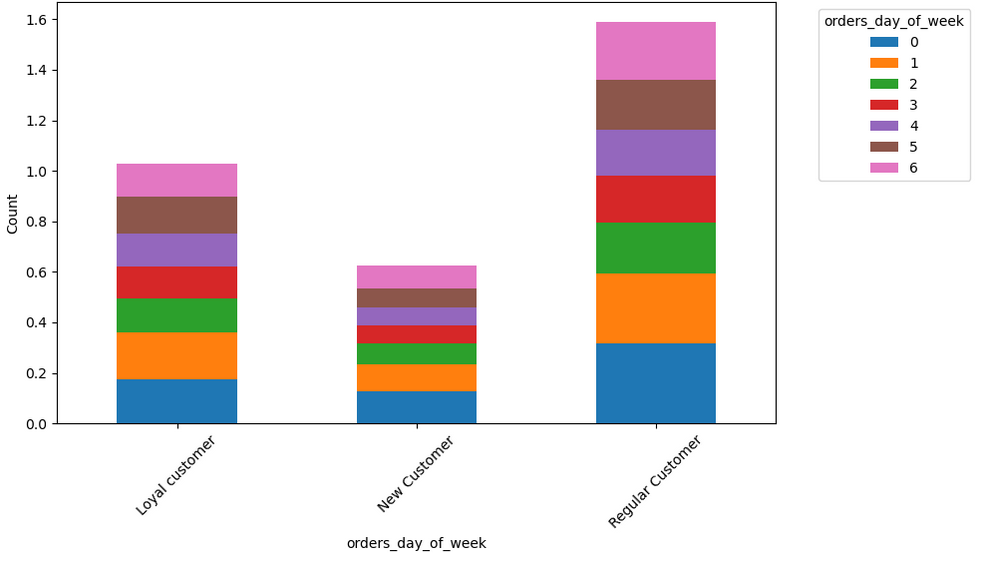 1.6
1.4
1.2
1.0
0.8
0.6
0.4
0.2
0.0
Count
Loyal customer
New Customer
Regular Customer
orders_day_of_week
orders_day_of_week
0
1
2
3
4
5
6